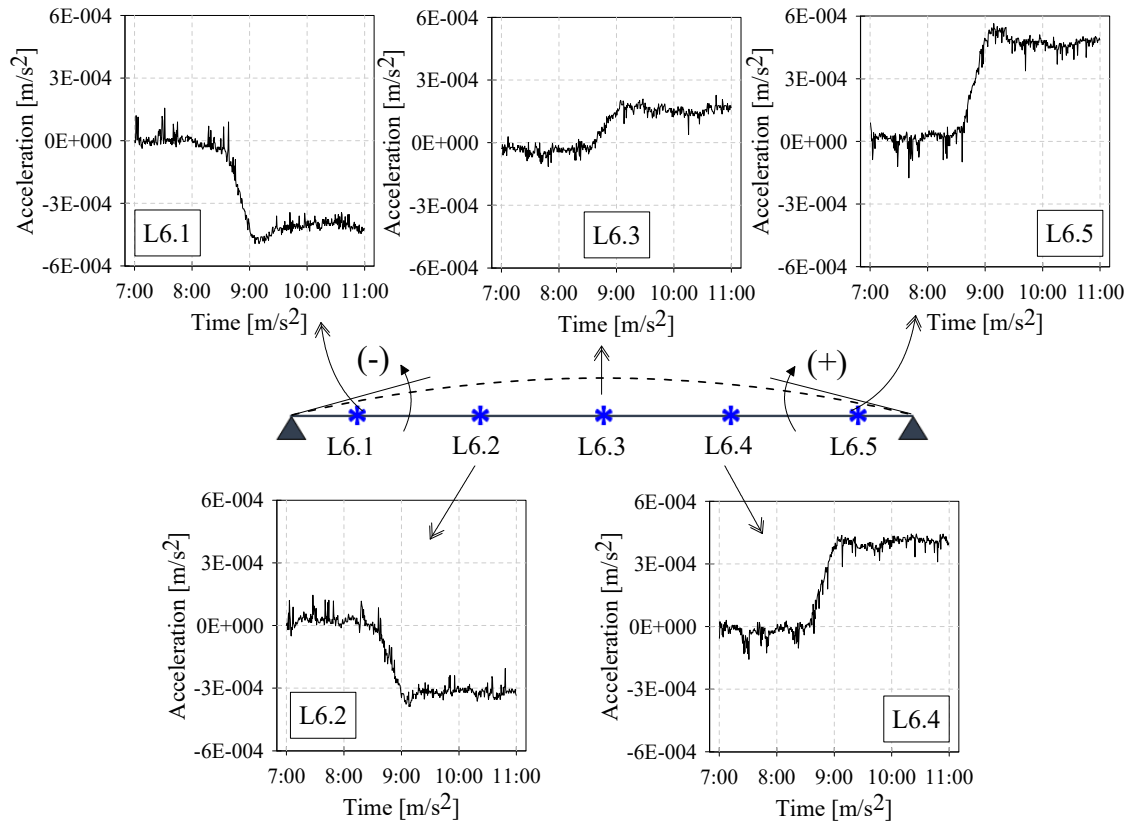 Acceleration [m/s2]
6E-004
3E-004
0E+000
-3E-004
-6E-004
L6.1
7:00 8:00 9:00 10:00 11:00
Time [m/s2]
Acceleration [m/s2]
6E-004
3E-004
0E+000
-3E-004
-6E-004
L6.3
7:00 8:00 9:00 10:00 11:00
Time [m/s2]
Acceleration [m/s2]
6E-004
3E-004
0E+000
-3E-004
-6E-004
L6.5
7:00 8:00 9:00 10:00 11:00
Time [m/s2]
(-) (+)
L6.1 L6.2 L6.3 L6.4 L6.5
Acceleration [m/s2]
6E-004
3E-004
0E+000
-3E-004
-6E-004
L6.2
7:00 8:00 9:00 10:00 11:00
Time [m/s2]
Acceleration [m/s2]
6E-004
3E-004
0E+000
-3E-004
-6E-004
L6.4
7:00 8:00 9:00 10:00 11:00
Time [m/s2]